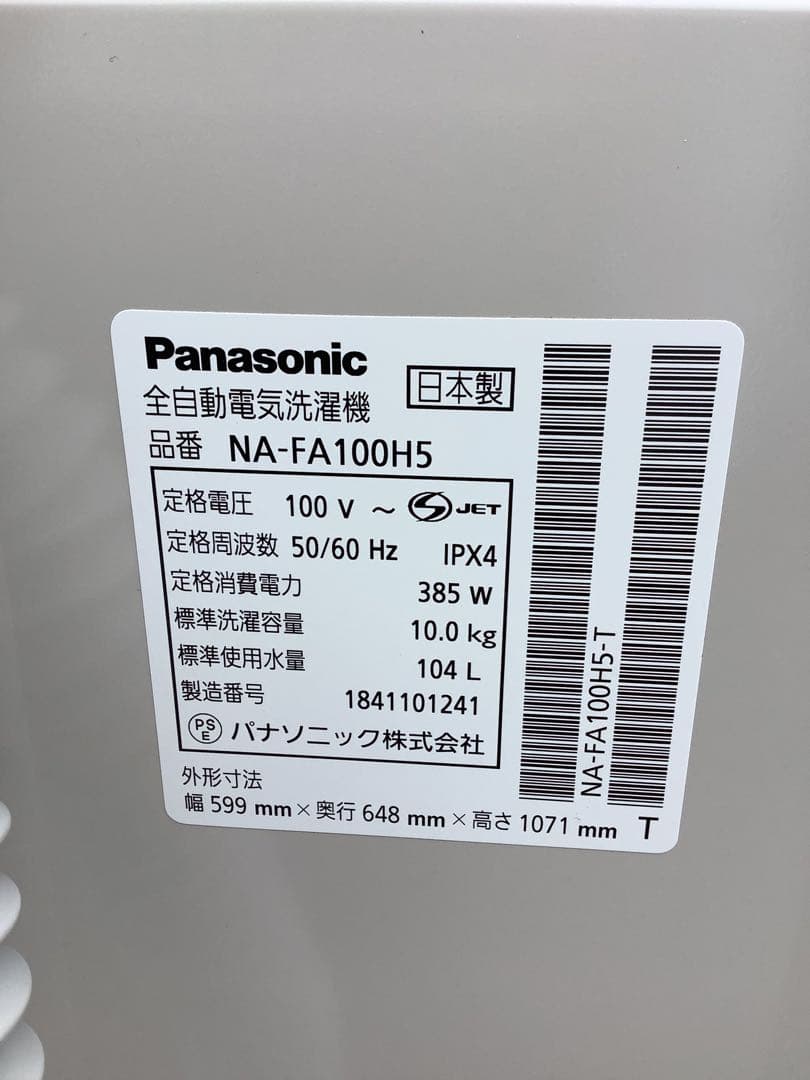 Panasonic
日本製
全自動電気洗濯機
品番 NA-FA100H5
定格電圧 100 V ～ S JET
定格周波数 50/60 Hz IPX4
定格消費電力 385 W
標準洗濯容量 10.0 kg
標準使用水量 104 L
製造番号 1841101241
PSE パナソニック株式会社
外形寸法
幅 599 mm × 奥行 648 mm × 高さ 1071 mm T
NA-FA100H5-T